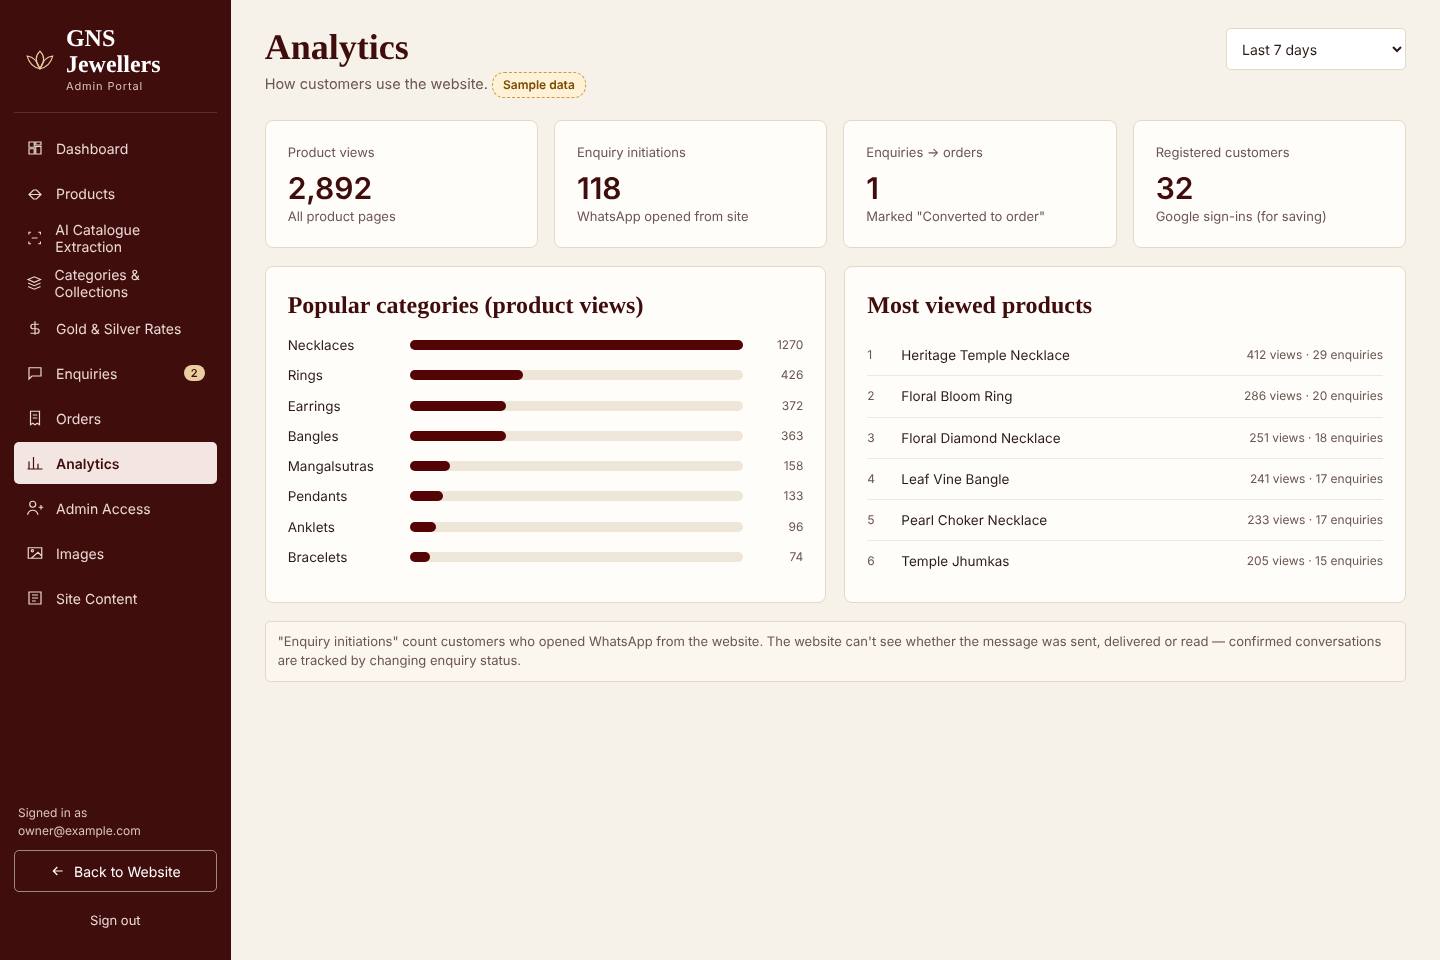 GNS
Jewellers
Admin Portal
Dashboard
Products
AI Catalogue
Extraction
Categories &
Collections
Gold & Silver Rates
Enquiries 2
Orders
Analytics
Admin Access
Images
Site Content
Signed in as
owner@example.com
← Back to Website
Sign out
Analytics
How customers use the website. Sample data
Last 7 days
Product views
2,892
All product pages
Enquiry initiations
118
WhatsApp opened from site
Enquiries → orders
1
Marked "Converted to order"
Registered customers
32
Google sign-ins (for saving)
Popular categories (product views)
Necklaces 1270
Rings 426
Earrings 372
Bangles 363
Mangalsutras 158
Pendants 133
Anklets 96
Bracelets 74
Most viewed products
1 Heritage Temple Necklace 412 views · 29 enquiries
2 Floral Bloom Ring 286 views · 20 enquiries
3 Floral Diamond Necklace 251 views · 18 enquiries
4 Leaf Vine Bangle 241 views · 17 enquiries
5 Pearl Choker Necklace 233 views · 17 enquiries
6 Temple Jhumkas 205 views · 15 enquiries
"Enquiry initiations" count customers who opened WhatsApp from the website. The website can't see whether the message was sent, delivered or read — confirmed conversations
are tracked by changing enquiry status.